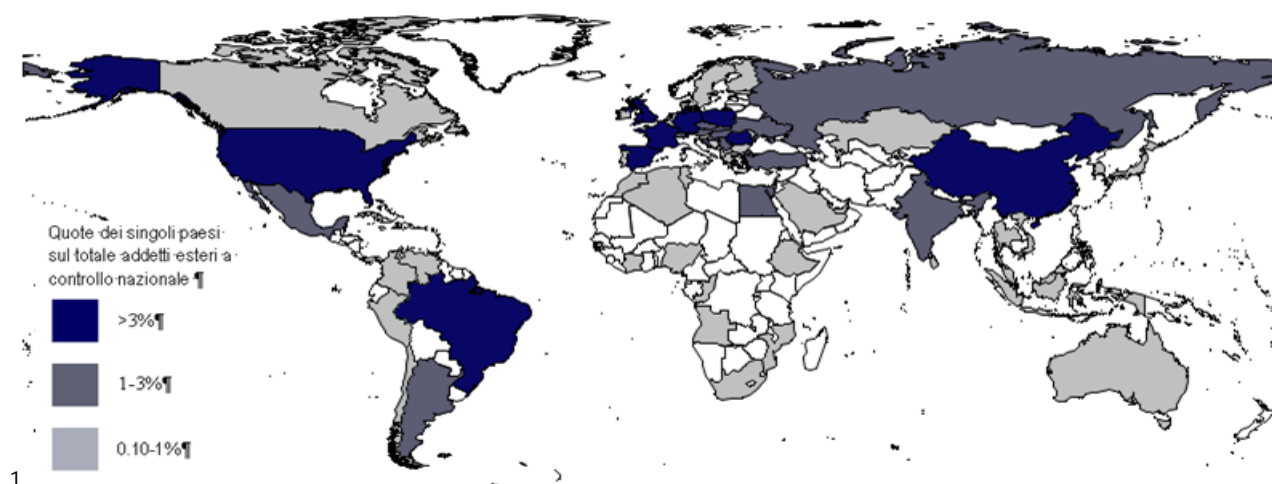 Quote·dei·singoli·paesi·
sul·totale·addetti·esteri·a·
controllo·nazionale·¶
>3%¶
1-3%¶
0.10-1%¶
1